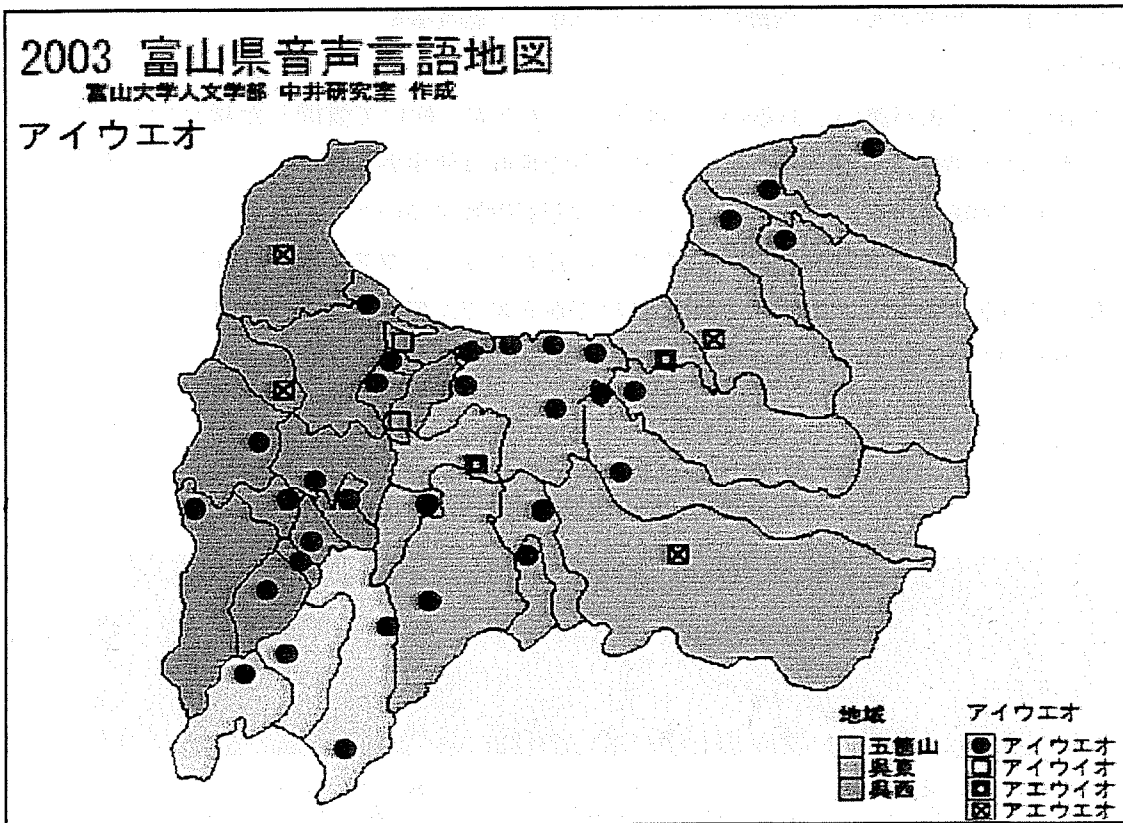 2003 富山県音声言語地図
富山大学人文学部 中井研究室 作成
アイウエオ
地域
五箇山
呉東
呉西
アイウエオ
アイウエオ
アイウイオ
アエウイオ
アエウエオ